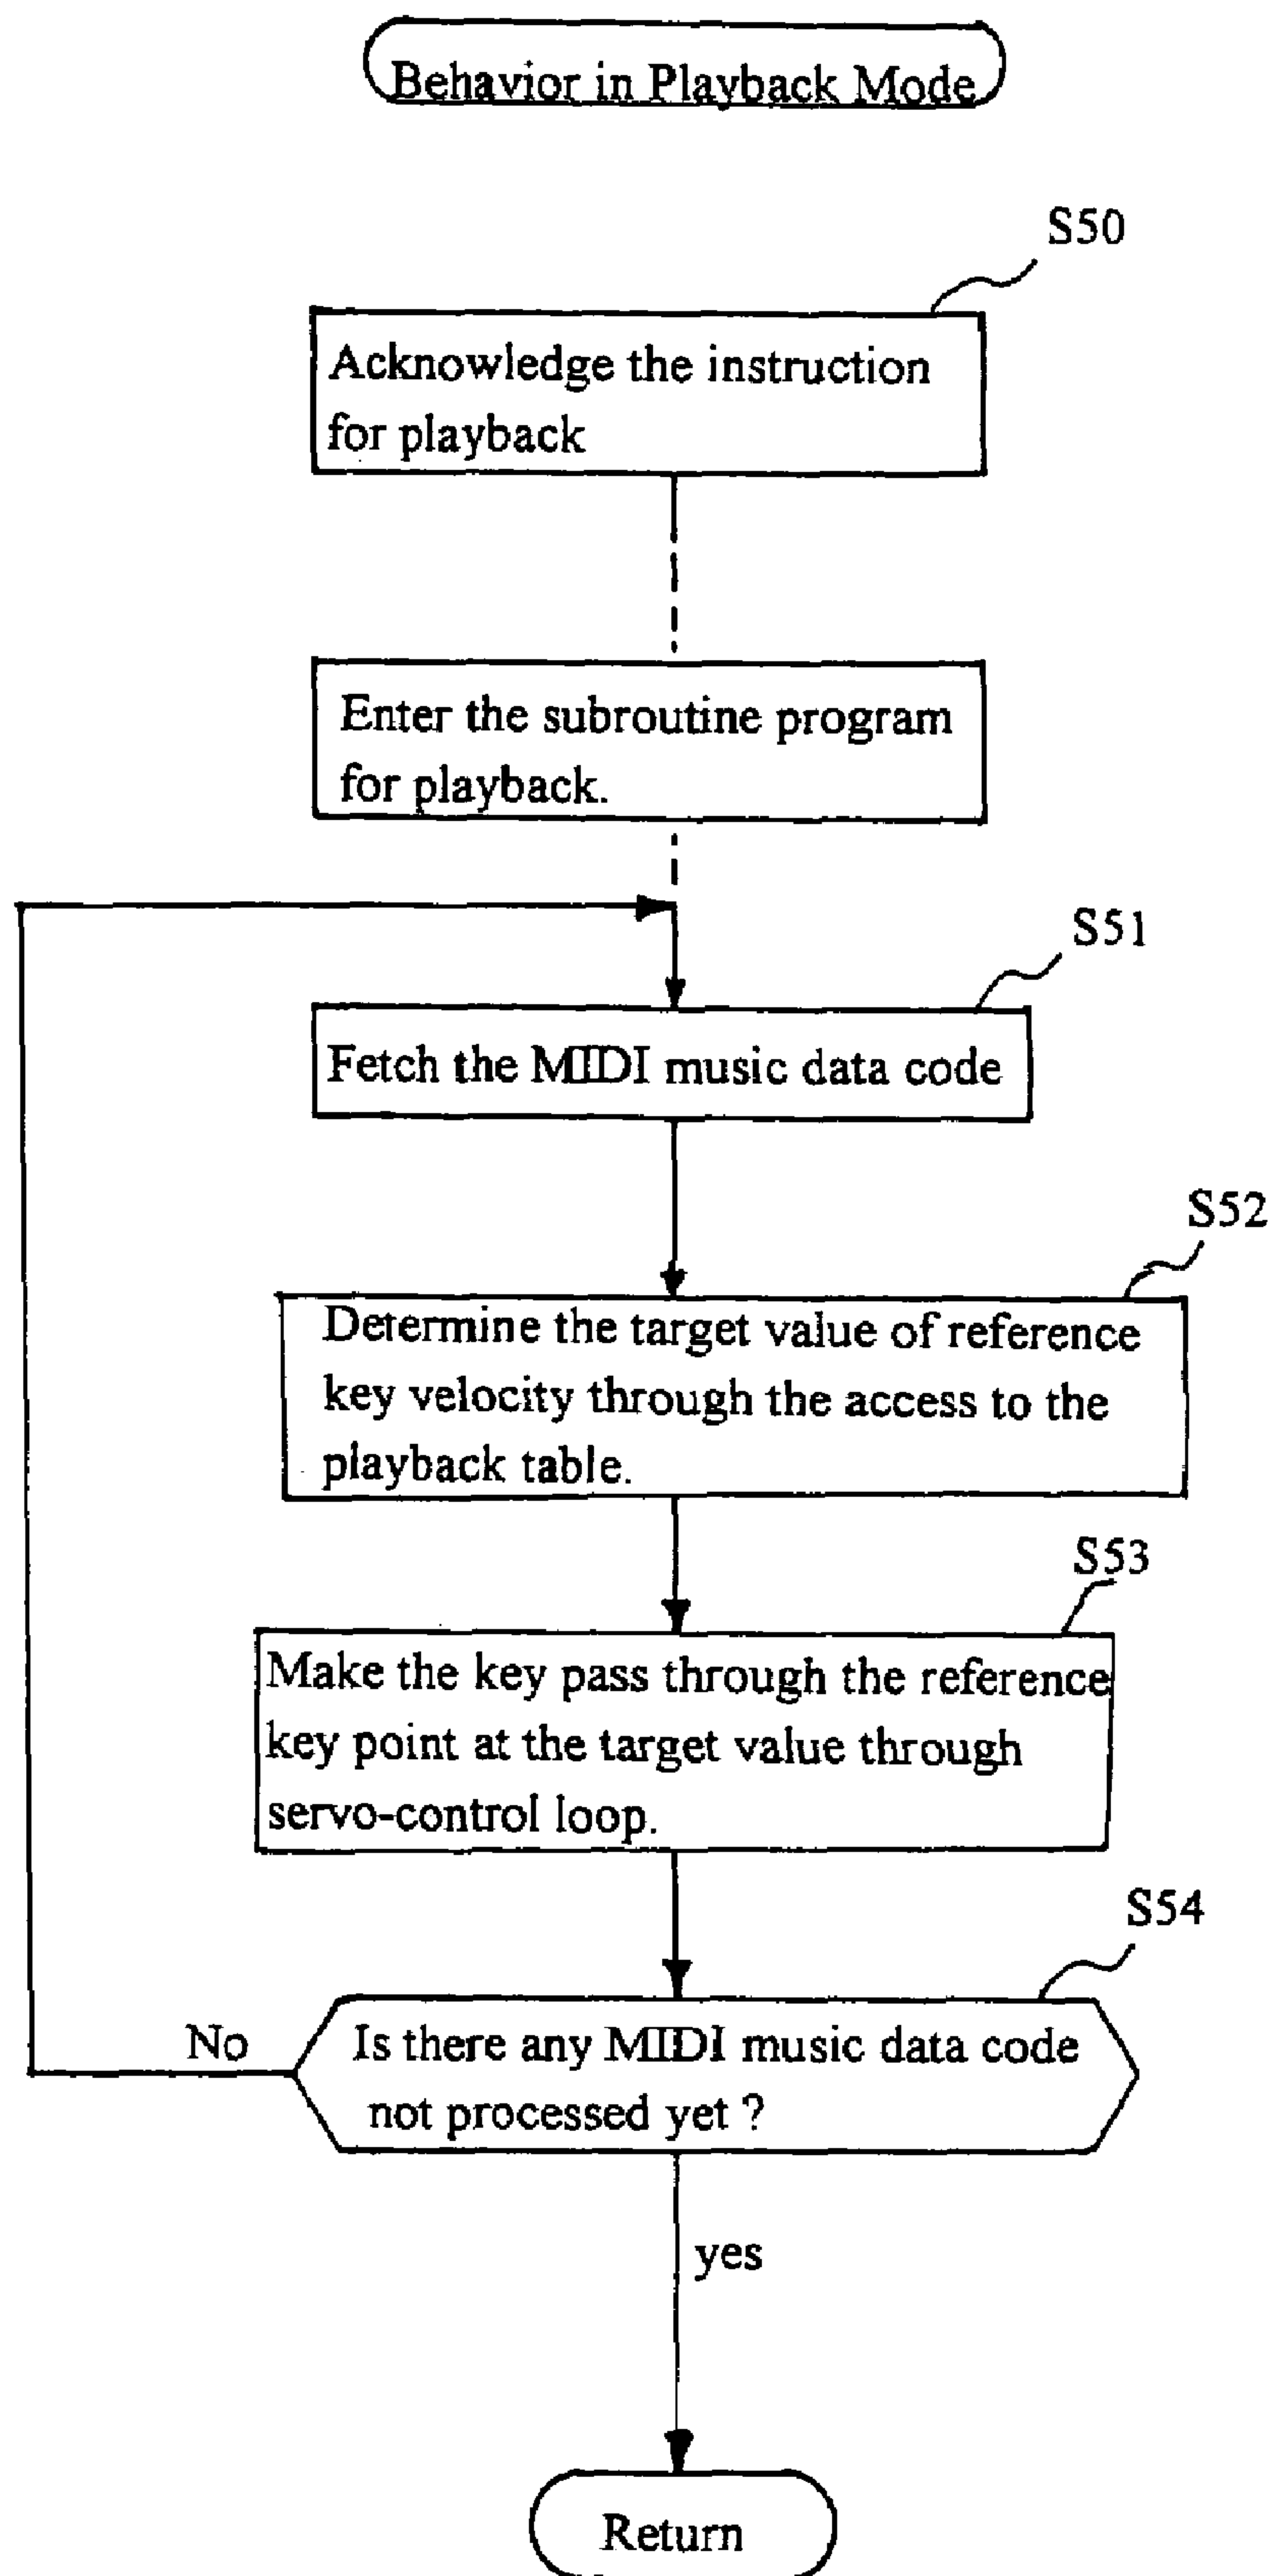 Behavior in Playback Mode
S50
Acknowledge the instruction
for playback
Enter the subroutine program
for playback.
S51
Fetch the MIDI music data code
S52
Determine the target value of reference
key velocity through the access to the
playback table.
S53
Make the key pass through the reference
key point at the target value through
servo-control loop.
S54
No
Is there any MIDI music data code
not processed yet ?
yes
Return